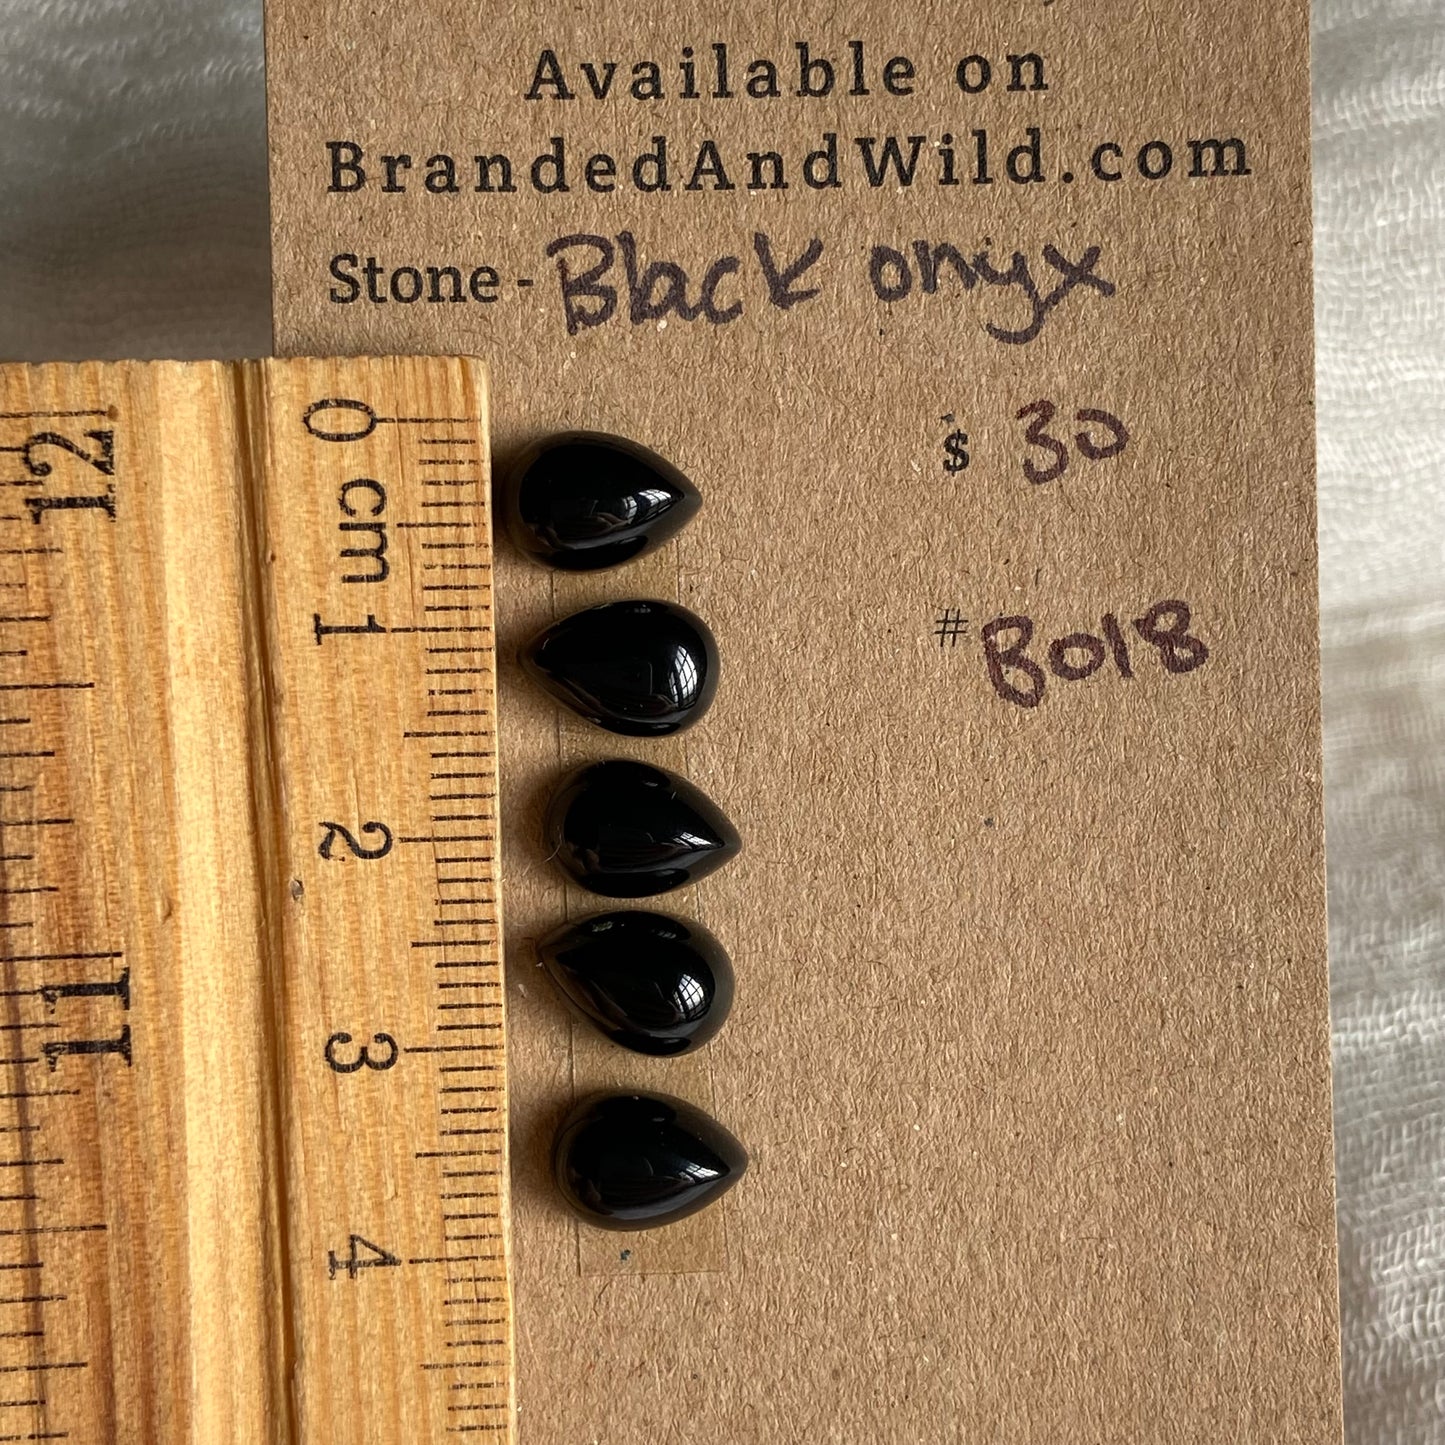 Available on
BrandedAndWild.com
Stone - Black onyx
$ 30
# B018
0 cm 1 2 3 4
12 11